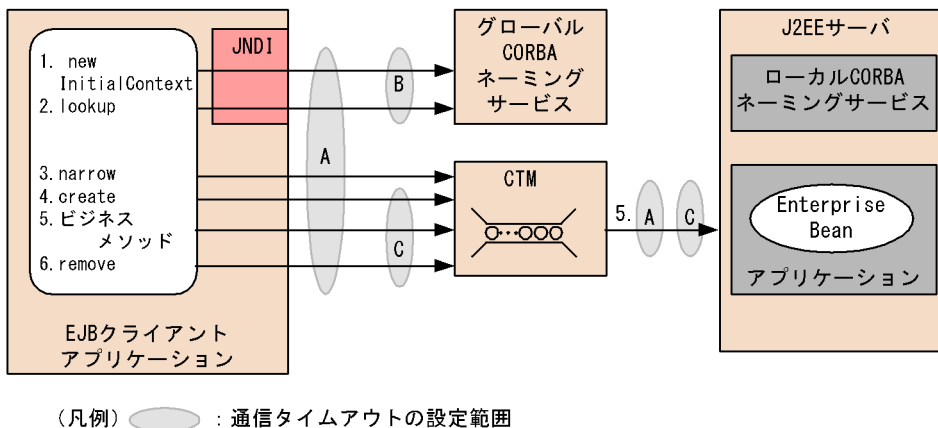 JNDI
1. new
InitialContext
2. lookup
3. narrow
4. create
5. ビジネス
メソッド
6. remove
EJBクライアント
アプリケーション
A
B
C
グローバル
CORBA
ネーミング
サービス
CTM
5.
A
C
J2EEサーバ
ローカルCORBA
ネーミングサービス
Enterprise
Bean
アプリケーション
(凡例)
:通信タイムアウトの設定範囲